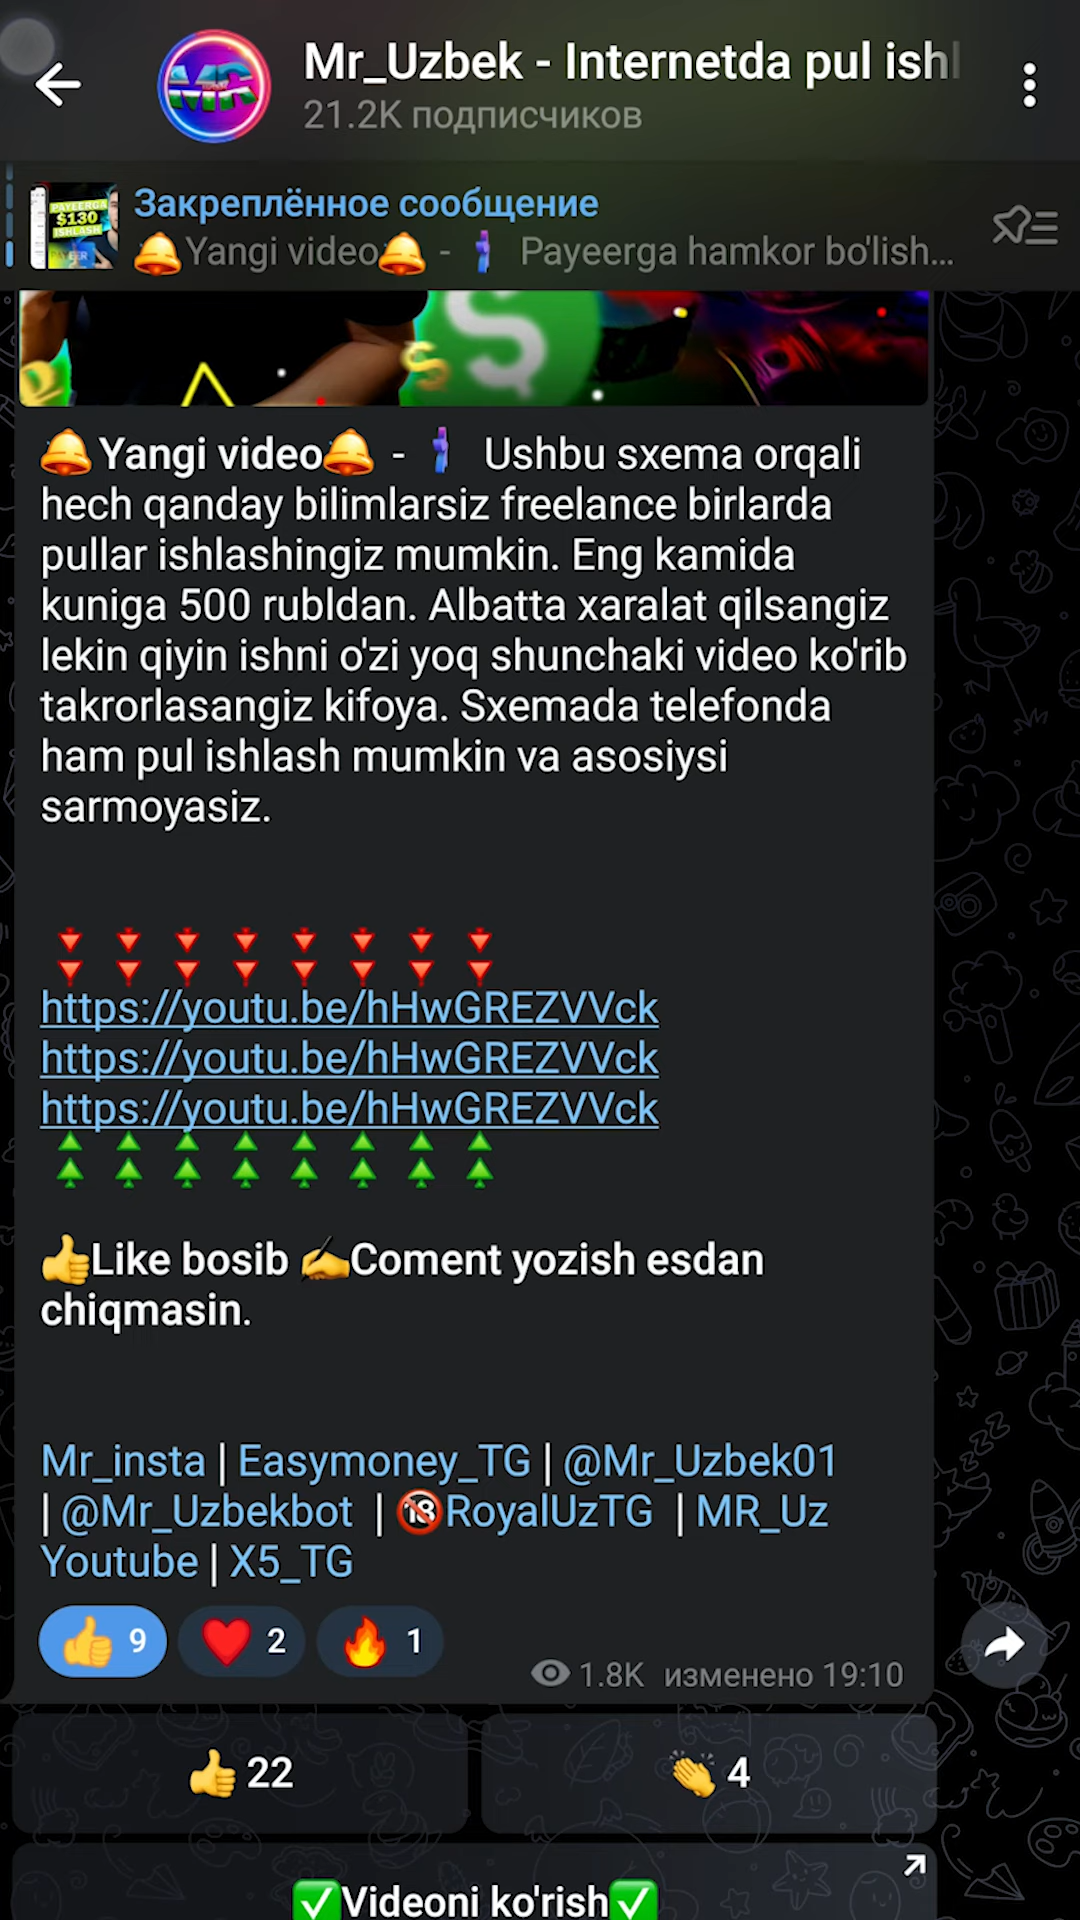 Mr_Uzbek - Internetda pul ishl
21.2K подписчиков
PAYEERGA
$130
ISHLASH
Закреплённое сообщение
🔔Yangi video🔔 - Payeerga hamkor bo'lish...
🔔Yangi video🔔 - Ushbu sxema orqali
hech qanday bilimlarsiz freelance birlarda
pullar ishlashingiz mumkin. Eng kamida
kuniga 500 rubldan. Albatta xaralat qilsangiz
lekin qiyin ishni o'zi yoq shunchaki video ko'rib
takrorlasangiz kifoya. Sxemada telefonda
ham pul ishlash mumkin va asosiysi
sarmoyasiz.
https://youtu.be/hHwGREZVVck
https://youtu.be/hHwGREZVVck
https://youtu.be/hHwGREZVVck
👍Like bosib ✍Coment yozish esdan
chiqmasin.
Mr_insta | Easymoney_TG | @Mr_Uzbek01
| @Mr_Uzbekbot | 🔞RoyalUzTG | MR_Uz
Youtube | X5_TG
👍 9 ❤ 2 🔥 1
1.8K изменено 19:10
👍 22 👏 4
✅Videoni ko'rish✅